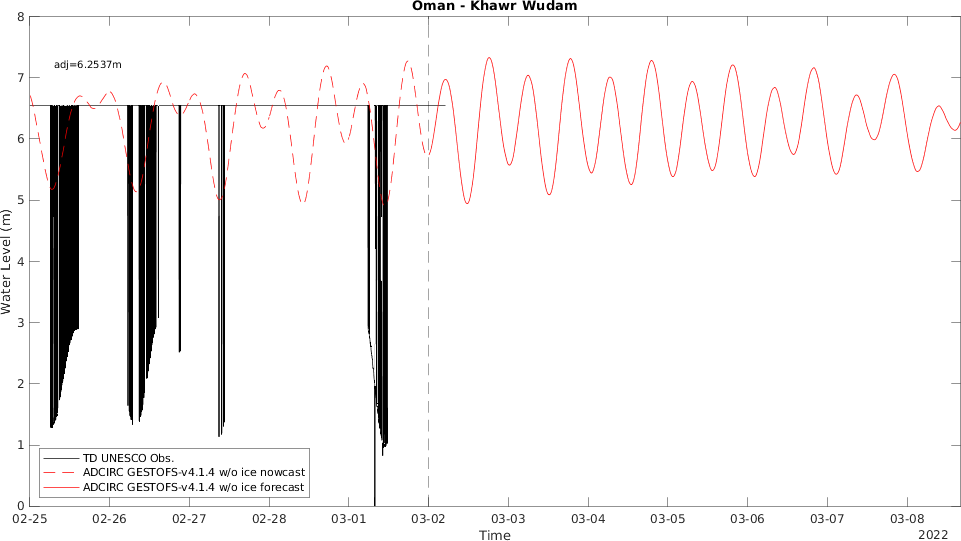 Oman - Khawr Wudam
8
7
6
5
4
3
2
1
0
Water Level (m)
adj=6.2537m
TD UNESCO Obs.
ADCIRC GESTOFS-v4.1.4 w/o ice nowcast
ADCIRC GESTOFS-v4.1.4 w/o ice forecast
02-25 02-26 02-27 02-28 03-01 03-02 03-03 03-04 03-05 03-06 03-07 03-08
Time
2022